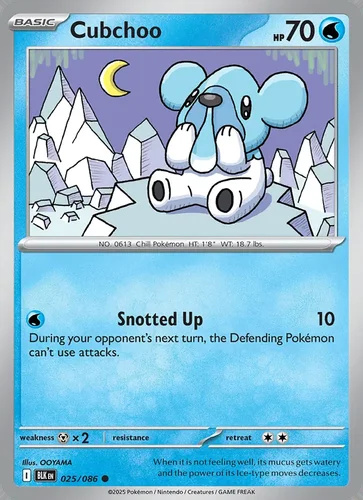 BASIC
Cubchoo
HP 70
NO. 0613 Chill Pokémon HT: 1'8" WT: 18.7 lbs.
Snotted Up 10
During your opponent's next turn, the Defending Pokémon
can't use attacks.
weakness ×2 resistance retreat
Illus. OOYAMA
I BLK EN 025/086
When it is not feeling well, its mucus gets watery
and the power of its Ice-type moves decreases.
©2025 Pokémon / Nintendo / Creatures / GAME FREAK